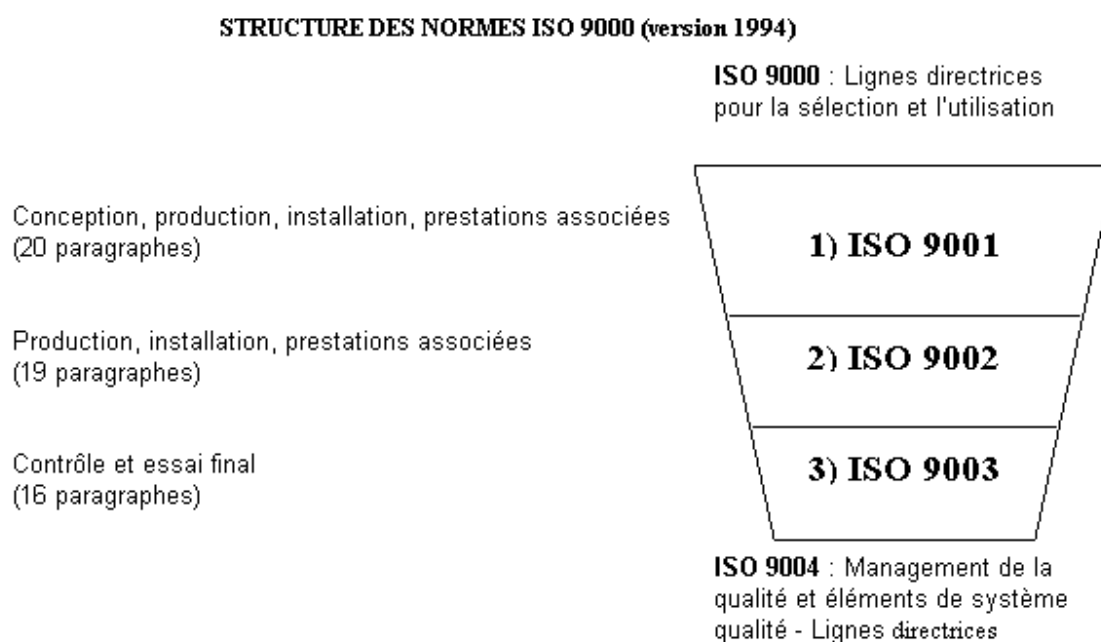 STRUCTURE DES NORMES ISO 9000 (version 1994)
ISO 9000 : Lignes directrices
pour la sélection et l'utilisation
Conception, production, installation, prestations associées
(20 paragraphes)
1) ISO 9001
Production, installation, prestations associées
(19 paragraphes)
2) ISO 9002
Contrôle et essai final
(16 paragraphes)
3) ISO 9003
ISO 9004 : Management de la
qualité et éléments de système
qualité - Lignes directrices